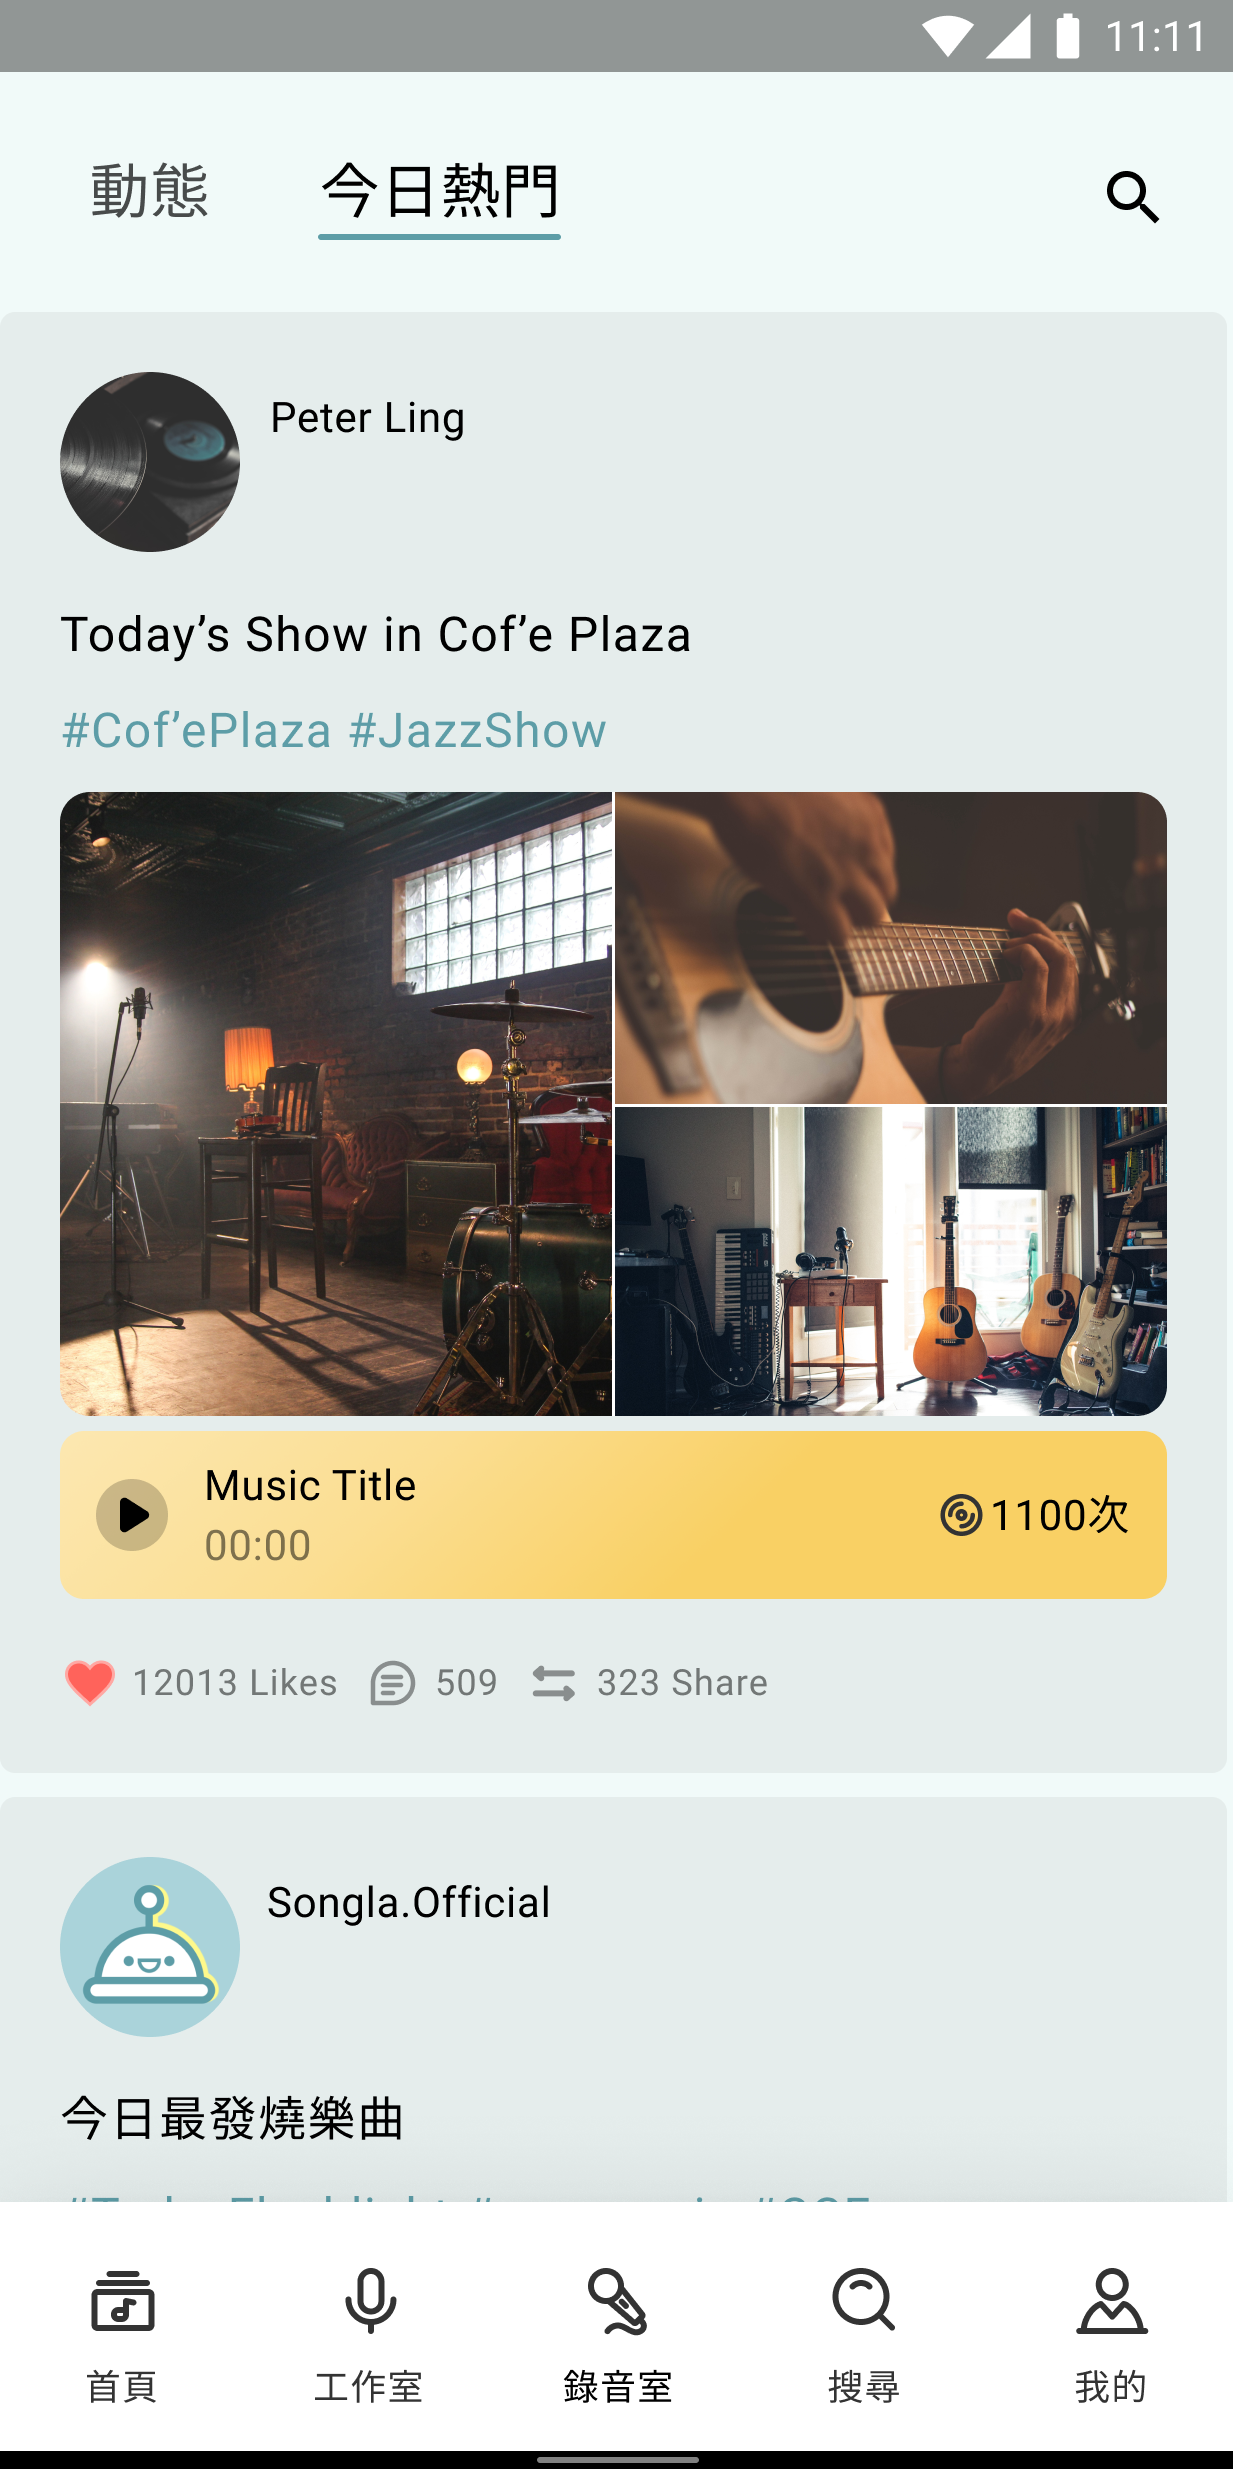 11:11
動態 今日熱門
Peter Ling
Today’s Show in Cof’e Plaza
#Cof’ePlaza #JazzShow
Music Title
00:00
1100次
12013 Likes 509 323 Share
Songla.Official
今日最發燒樂曲
首頁 工作室 錄音室 搜尋 我的